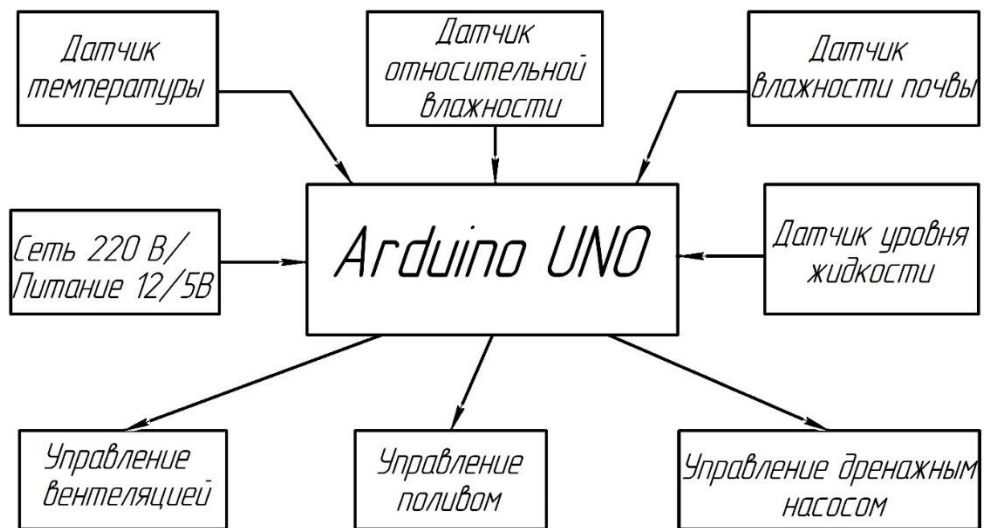 Датчик
температуры
Датчик
относительной
влажности
Датчик
влажности почвы
Сеть 220 В/
Питание 12/5В
Arduino UNO
Датчик уровня
жидкости
Управление
вентеляцией
Управление
поливом
Управление дренажным
насосом